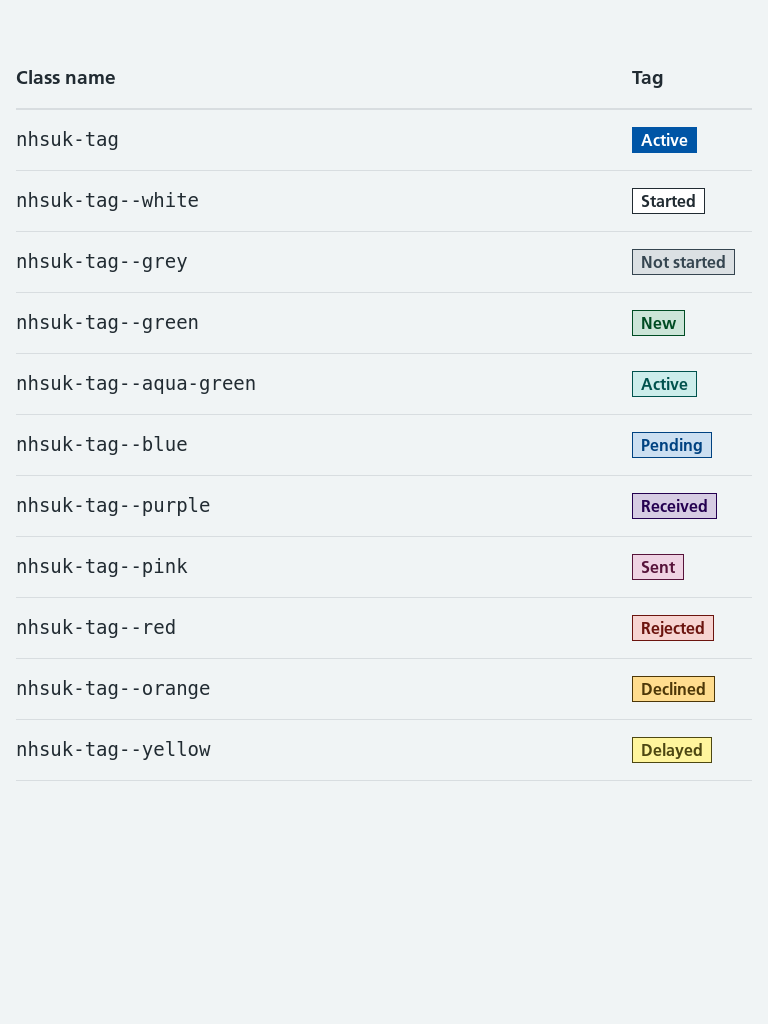 Class name Tag
nhsuk-tag Active
nhsuk-tag--white Started
nhsuk-tag--grey Not started
nhsuk-tag--green New
nhsuk-tag--aqua-green Active
nhsuk-tag--blue Pending
nhsuk-tag--purple Received
nhsuk-tag--pink Sent
nhsuk-tag--red Rejected
nhsuk-tag--orange Declined
nhsuk-tag--yellow Delayed